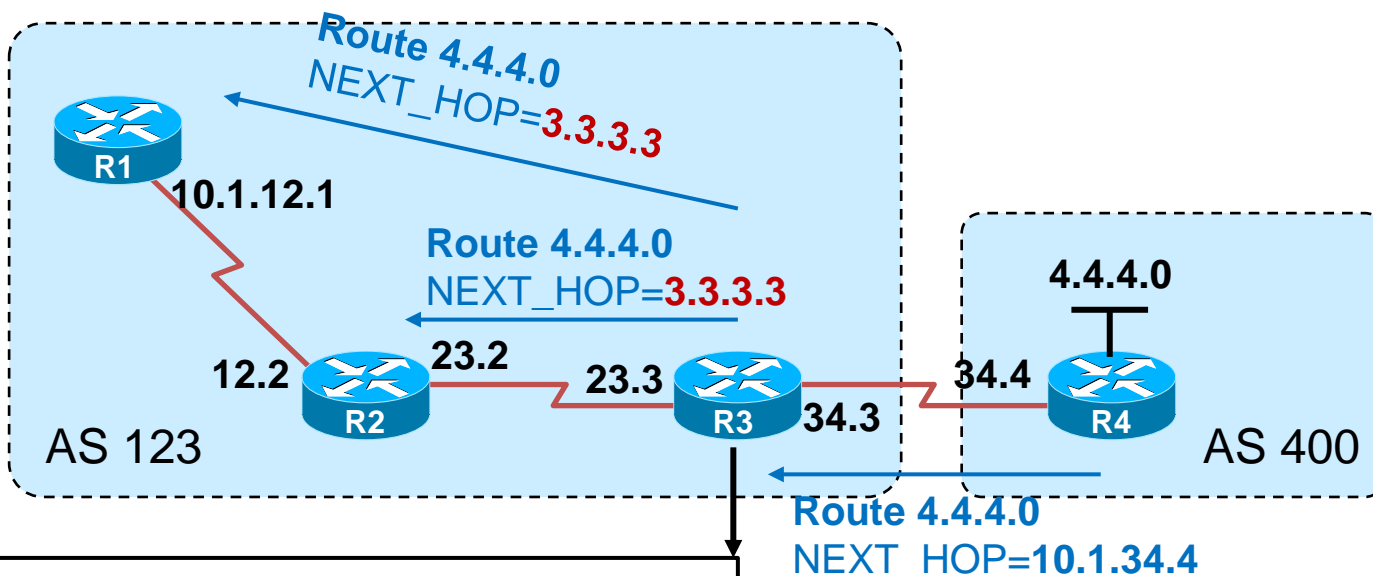 Route 4.4.4.0
NEXT_HOP=3.3.3.3
R1
10.1.12.1
Route 4.4.4.0
NEXT_HOP=3.3.3.3
4.4.4.0
12.2
23.2
23.3
34.3
34.4
R2
R3
R4
AS 123
AS 400
Route 4.4.4.0
NEXT_HOP=10.1.34.4